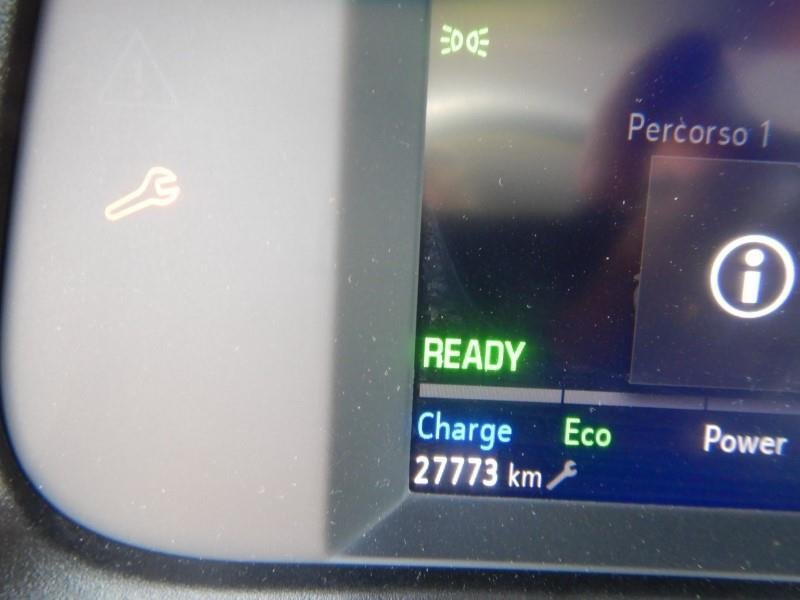 Percorso 1
READY
Charge Eco Power
27773 km